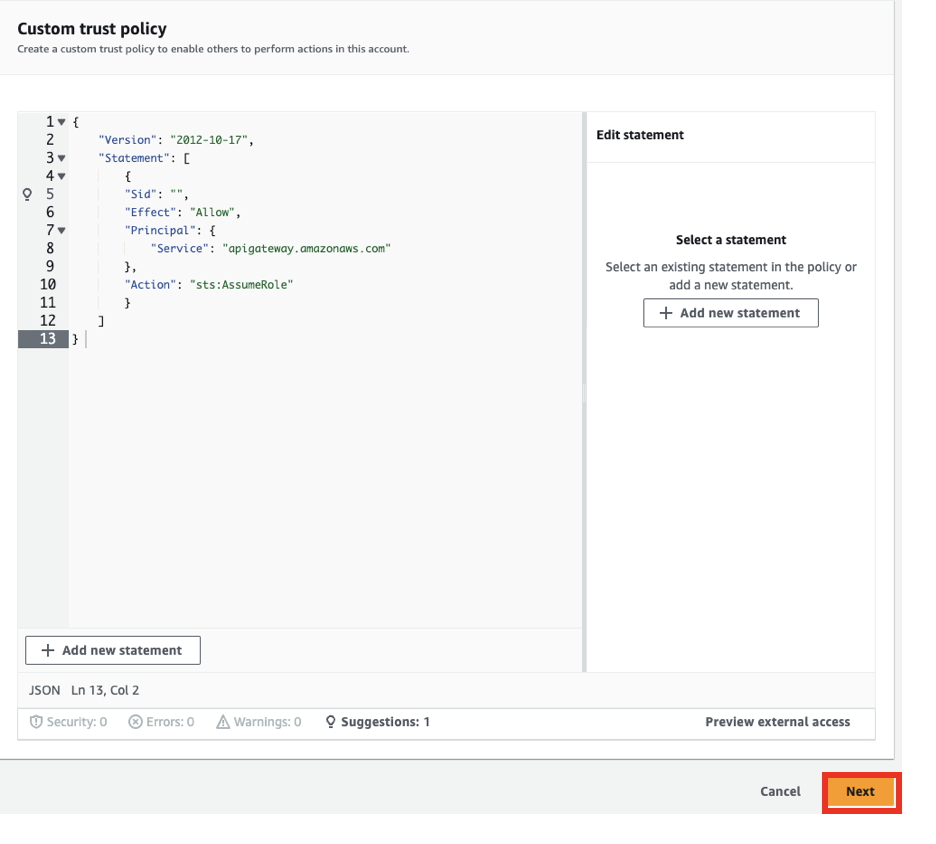 Custom trust policy
Create a custom trust policy to enable others to perform actions in this account.
1 {
2 "Version": "2012-10-17",
3 "Statement": [
4 {
5 "Sid": "",
6 "Effect": "Allow",
7 "Principal": {
8 "Service": "apigateway.amazonaws.com"
9 },
10 "Action": "sts:AssumeRole"
11 }
12 ]
13 }
Edit statement
Select a statement
Select an existing statement in the policy or
add a new statement.
+ Add new statement
+ Add new statement
JSON Ln 13, Col 2
Security: 0 Errors: 0 Warnings: 0 Suggestions: 1 Preview external access
Cancel Next